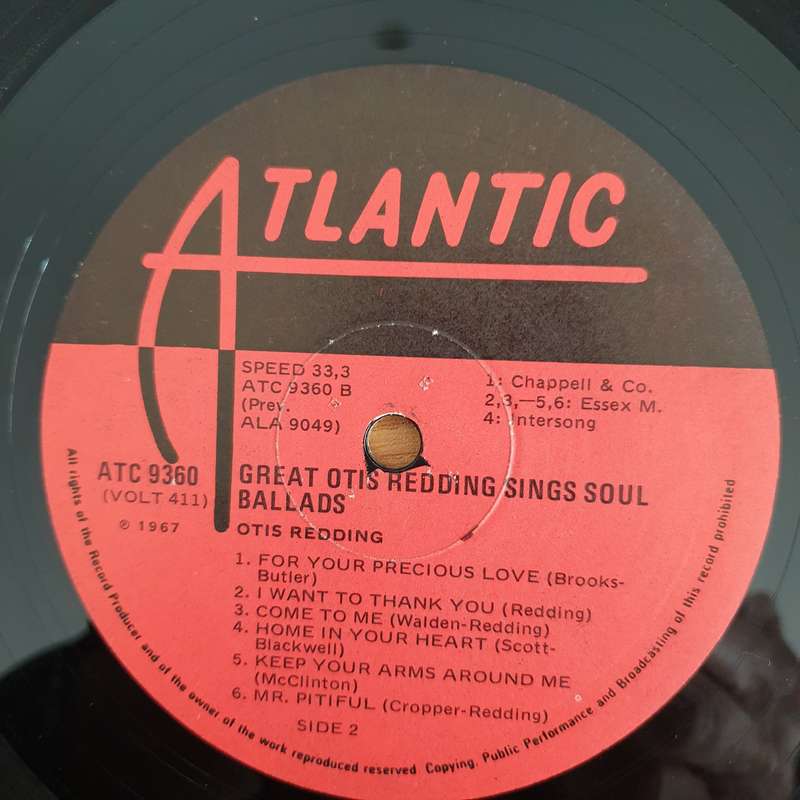 ATLANTIC
SPEED 33,3
ATC 9360 B
(Prev.
ALA 9049)
1: Chappell & Co.
2,3,—5,6: Essex M.
4: Intersong
ATC 9360
(VOLT 411)
℗ 1967
GREAT OTIS REDDING SINGS SOUL
BALLADS
OTIS REDDING
1. FOR YOUR PRECIOUS LOVE (Brooks-
Butler)
2. I WANT TO THANK YOU (Redding)
3. COME TO ME (Walden-Redding)
4. HOME IN YOUR HEART (Scott-
Blackwell)
5. KEEP YOUR ARMS AROUND ME
(McClinton)
6. MR. PITIFUL (Cropper-Redding)
SIDE 2
All rights of the Record Producer and of the owner of the work reproduced reserved Copying, Public Performance and Broadcasting of this record prohibited